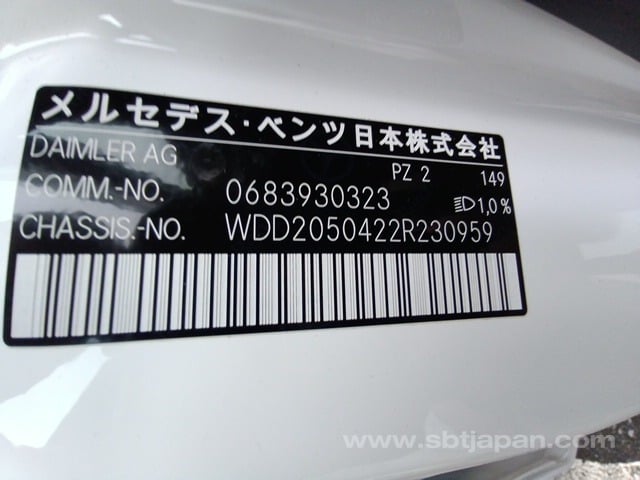 メルセデス・ベンツ日本株式会社
DAIMLER AG
PZ 2 149
COMM.-NO. 0683930323 1,0%
CHASSIS.-NO. WDD2050422R230959
www.sbtjapan.com